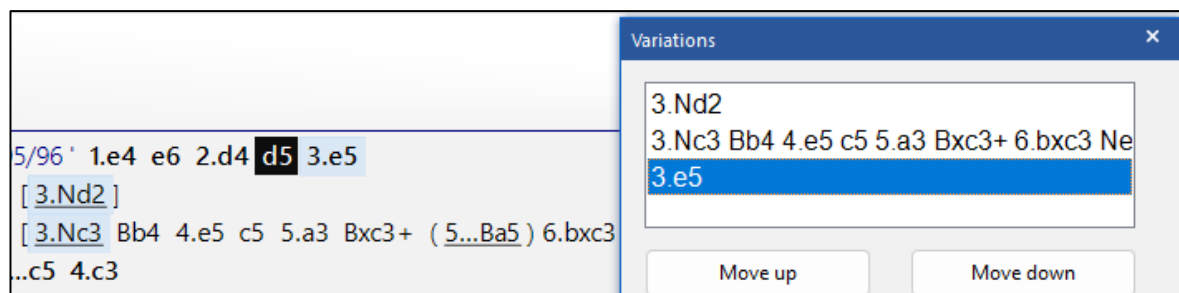 Variations ×
3.Nd2
3.Nc3 Bb4 4.e5 c5 5.a3 Bxc3+ 6.bxc3 Ne
3.e5
Move up Move down
5/96 ' 1.e4 e6 2.d4 d5 3.e5
[ 3.Nd2 ]
[ 3.Nc3 Bb4 4.e5 c5 5.a3 Bxc3+ ( 5...Ba5 ) 6.bxc3
...c5 4.c3